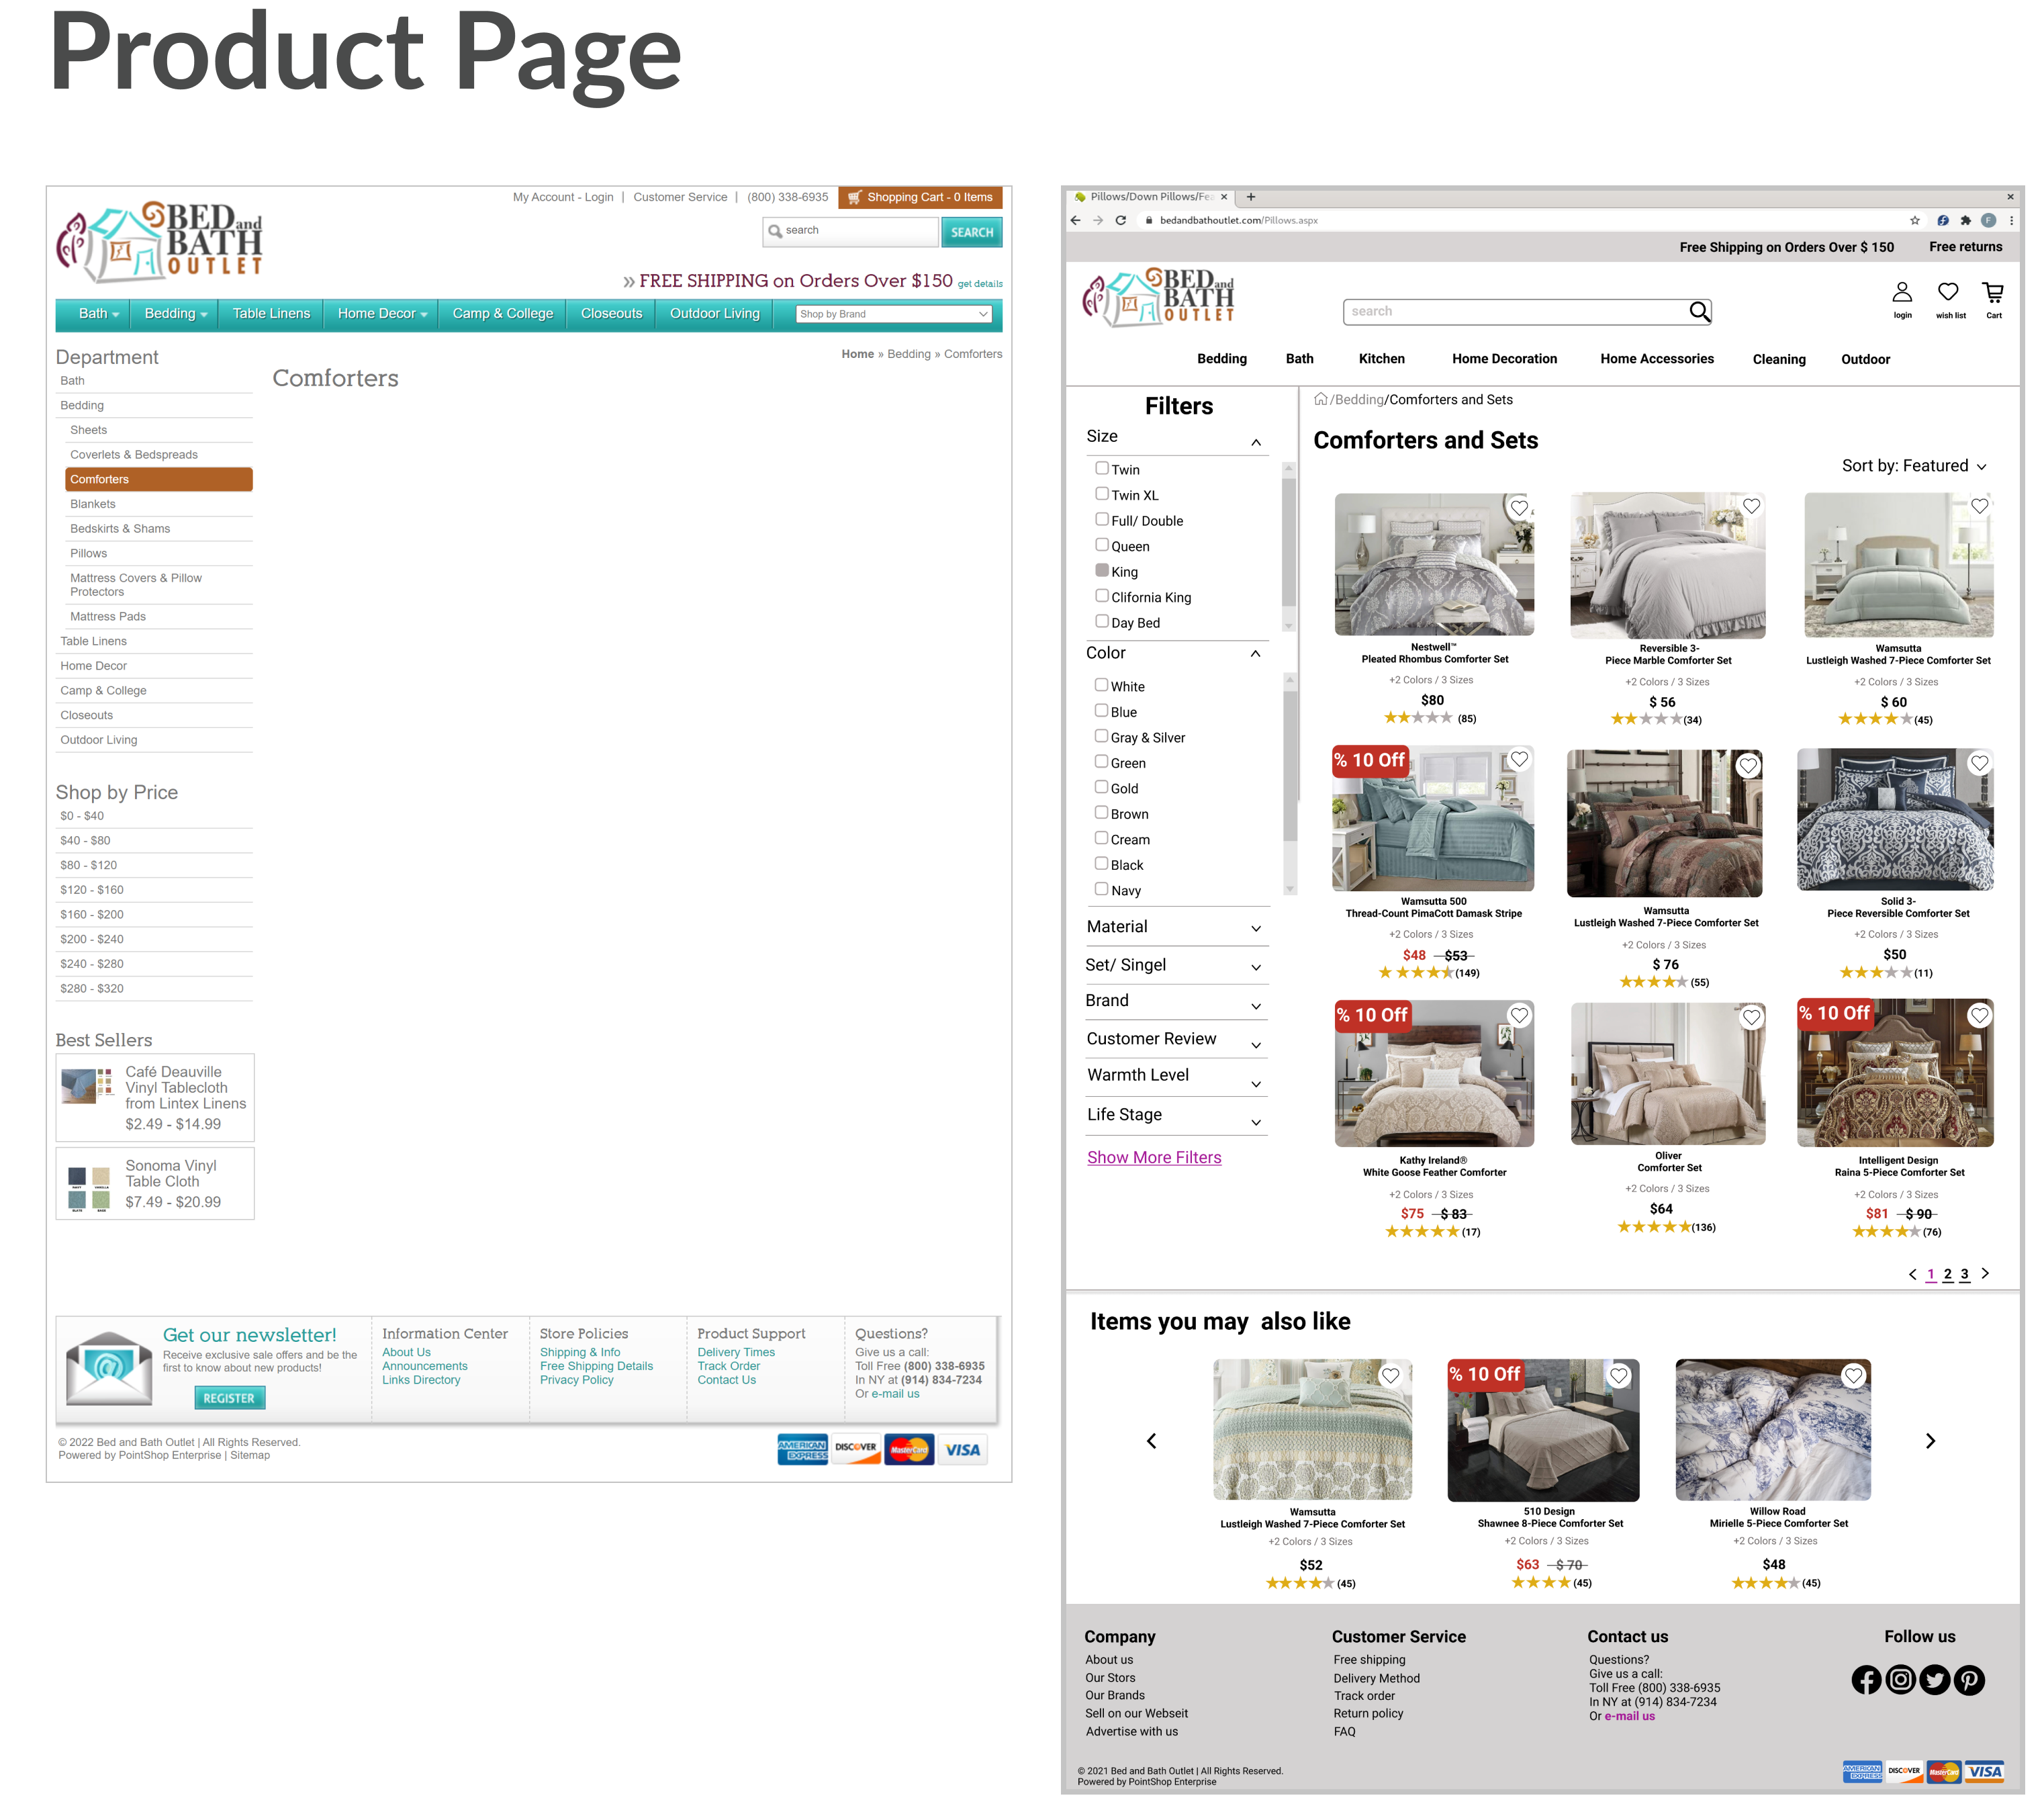 Product Page
My Account - Login | Customer Service | (800) 338-6935 Shopping Cart - 0 Items
BED and
BATH
OUTLET
search SEARCH
» FREE SHIPPING on Orders Over $150 get details
Bath Bedding Table Linens Home Decor Camp & College Closeouts Outdoor Living Shop by Brand
Home » Bedding » Comforters
Department
Bath
Bedding
Sheets
Coverlets & Bedspreads
Comforters
Blankets
Bedskirts & Shams
Pillows
Mattress Covers & Pillow
Protectors
Mattress Pads
Table Linens
Home Decor
Camp & College
Closeouts
Outdoor Living
Comforters
Shop by Price
$0 - $40
$40 - $80
$80 - $120
$120 - $160
$160 - $200
$200 - $240
$240 - $280
$280 - $320
Best Sellers
Café Deauville
Vinyl Tablecloth
from Lintex Linens
$2.49 - $14.99
Sonoma Vinyl
Table Cloth
$7.49 - $20.99
Get our newsletter!
Receive exclusive sale offers and be the
first to know about new products!
REGISTER
Information Center
About Us
Announcements
Links Directory
Store Policies
Shipping & Info
Free Shipping Details
Privacy Policy
Product Support
Delivery Times
Track Order
Contact Us
Questions?
Give us a call:
Toll Free (800) 338-6935
In NY at (914) 834-7234
Or e-mail us
© 2022 Bed and Bath Outlet | All Rights Reserved.
Powered by PointShop Enterprise | Sitemap
AMERICAN EXPRESS DISCOVER MasterCard VISA
Pillows/Down Pillows/Fea
bedandbathoutlet.com/Pillows.aspx
Free Shipping on Orders Over $ 150 Free returns
BED and
BATH
OUTLET
search
login wish list Cart
Bedding Bath Kitchen Home Decoration Home Accessories Cleaning Outdoor
Filters
Size
Twin
Twin XL
Full/ Double
Queen
King
Clifornia King
Day Bed
Color
White
Blue
Gray & Silver
Green
Gold
Brown
Cream
Black
Navy
Material
Set/ Singel
Brand
Customer Review
Warmth Level
Life Stage
Show More Filters
/Bedding/Comforters and Sets
Comforters and Sets
Sort by: Featured
Nestwell™
Pleated Rhombus Comforter Set
+2 Colors / 3 Sizes
$80
(85)
Reversible 3-
Piece Marble Comforter Set
+2 Colors / 3 Sizes
$ 56
(34)
Wamsutta
Lustleigh Washed 7-Piece Comforter Set
+2 Colors / 3 Sizes
$ 60
(45)
% 10 Off
Wamsutta 500
Thread-Count PimaCott Damask Stripe
+2 Colors / 3 Sizes
$48 $53
(149)
Wamsutta
Lustleigh Washed 7-Piece Comforter Set
+2 Colors / 3 Sizes
$ 76
(55)
Solid 3-
Piece Reversible Comforter Set
+2 Colors / 3 Sizes
$50
(11)
% 10 Off
Kathy Ireland®
White Goose Feather Comforter
+2 Colors / 3 Sizes
$75 $ 83
(17)
Oliver
Comforter Set
+2 Colors / 3 Sizes
$64
(136)
% 10 Off
Intelligent Design
Raina 5-Piece Comforter Set
+2 Colors / 3 Sizes
$81 $ 90
(76)
< 1 2 3 >
Items you may also like
Wamsutta
Lustleigh Washed 7-Piece Comforter Set
+2 Colors / 3 Sizes
$52
(45)
% 10 Off
510 Design
Shawnee 8-Piece Comforter Set
+2 Colors / 3 Sizes
$63 $ 70
(45)
Willow Road
Mirielle 5-Piece Comforter Set
+2 Colors / 3 Sizes
$48
(45)
Company
About us
Our Stors
Our Brands
Sell on our Webseit
Advertise with us
Customer Service
Free shipping
Delivery Method
Track order
Return policy
FAQ
Contact us
Questions?
Give us a call:
Toll Free (800) 338-6935
In NY at (914) 834-7234
Or e-mail us
Follow us
© 2021 Bed and Bath Outlet | All Rights Reserved.
Powered by PointShop Enterprise
AMERICAN EXPRESS DISCOVER MasterCard VISA